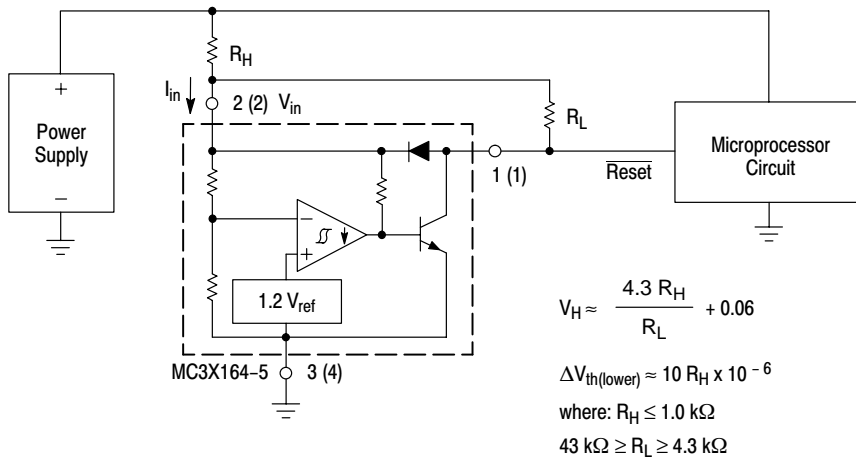 R_H
I_in
2 (2) V_in
R_L
+
Power
Supply
−
1 (1)
Reset
Microprocessor
Circuit
−
+
1.2 V_ref
MC3X164–5
3 (4)
V_H ≈ 4.3 R_H / R_L + 0.06
ΔV_th(lower) ≈ 10 R_H x 10^–6
where: R_H ≤ 1.0 kΩ
43 kΩ ≥ R_L ≥ 4.3 kΩ